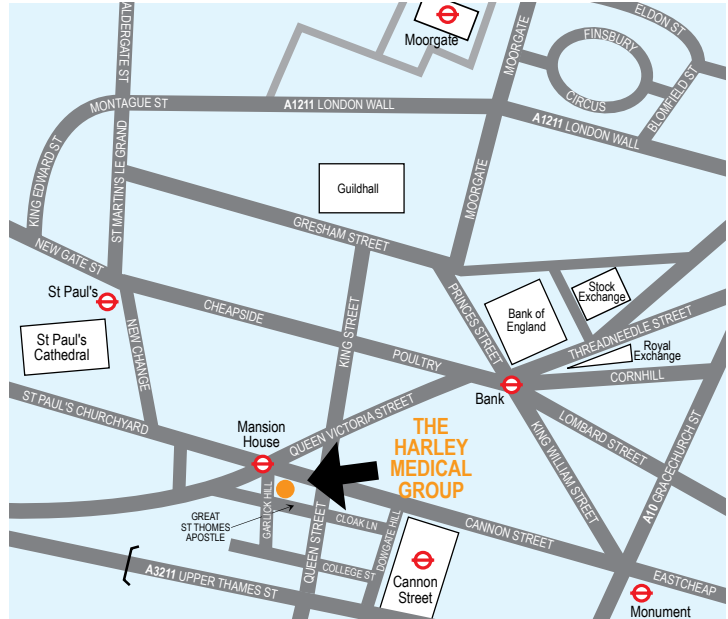 ELDON ST
Moorgate
FINSBURY
CIRCUS
BLOMFIELD ST
ALDERGATE ST
MOORGATE
MONTAGUE ST
A1211 LONDON WALL
A1211 LONDON WALL
KING EDWARD ST
ST MARTIN'S LE GRAND
Guildhall
MOORGATE
GRESHAM STREET
NEW GATE ST
St Paul's
CHEAPSIDE
KING STREET
PRINCES STREET
Bank of
England
Stock
Exchange
THREADNEEDLE STREET
Royal
Exchange
St Paul's
Cathedral
NEW CHANGE
POULTRY
CORNHILL
Bank
ST PAUL'S CHURCHYARD
Mansion
House
QUEEN VICTORIA STREET
THE
HARLEY
MEDICAL
GROUP
KING WILLIAM STREET
LOMBARD STREET
A10 GRACECHURCH ST
GREAT
ST THOMES
APOSTLE
GARLICK HILL
CLOAK LN
DOWGATE HILL
CANNON STREET
QUEEN STREET
COLLEGE ST
Cannon
Street
EASTCHEAP
Monument
A3211 UPPER THAMES ST